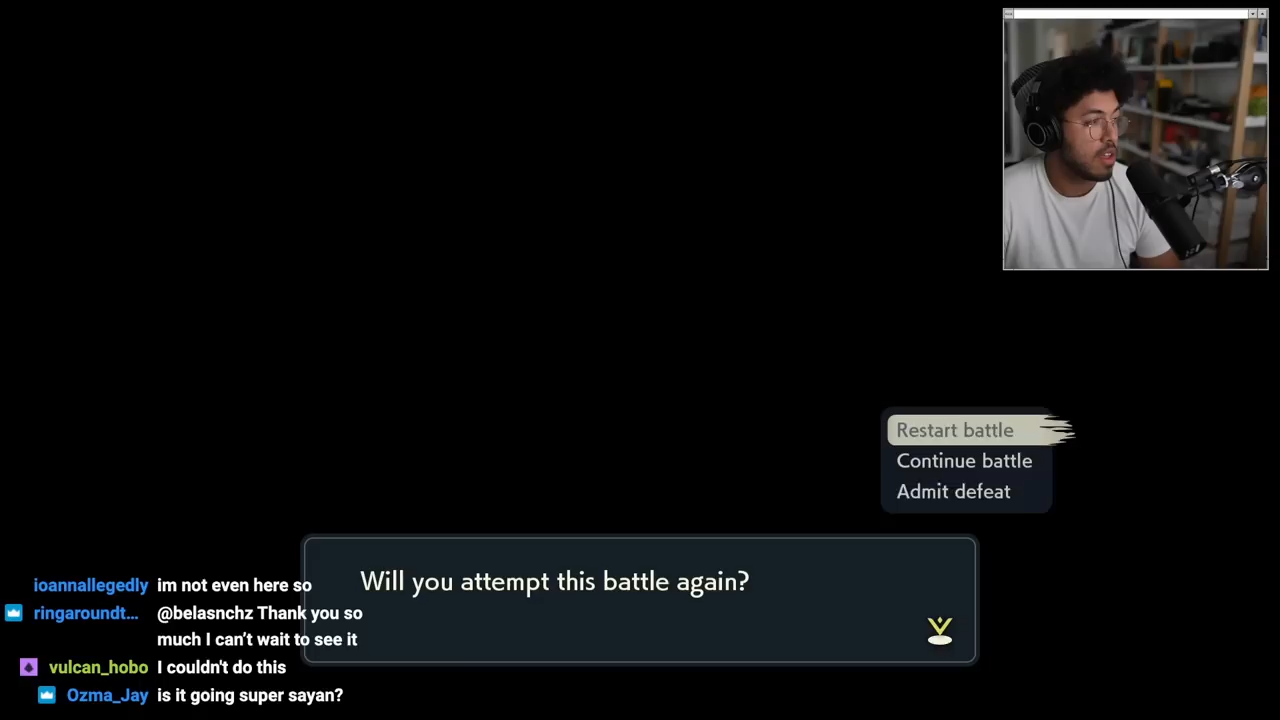 Restart battle
Continue battle
Admit defeat
Will you attempt this battle again?
ioannallegedly im not even here so
ringaroundt... @belasnchz Thank you so
much I can’t wait to see it
vulcan_hobo I couldn't do this
Ozma_Jay is it going super sayan?